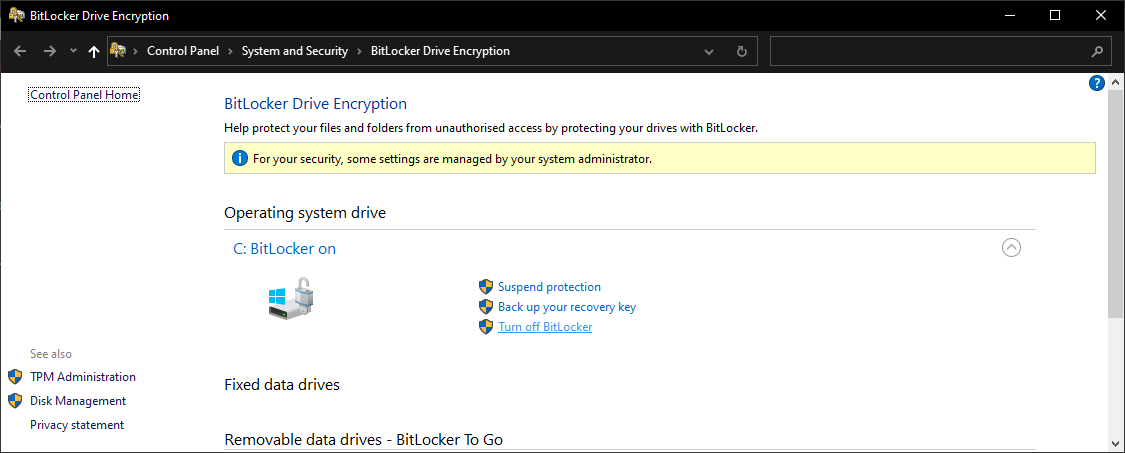 BitLocker Drive Encryption
Control Panel > System and Security > BitLocker Drive Encryption
Control Panel Home
BitLocker Drive Encryption
Help protect your files and folders from unauthorised access by protecting your drives with BitLocker.
For your security, some settings are managed by your system administrator.
Operating system drive
C: BitLocker on
Suspend protection
Back up your recovery key
Turn off BitLocker
Fixed data drives
Removable data drives - BitLocker To Go
See also
TPM Administration
Disk Management
Privacy statement